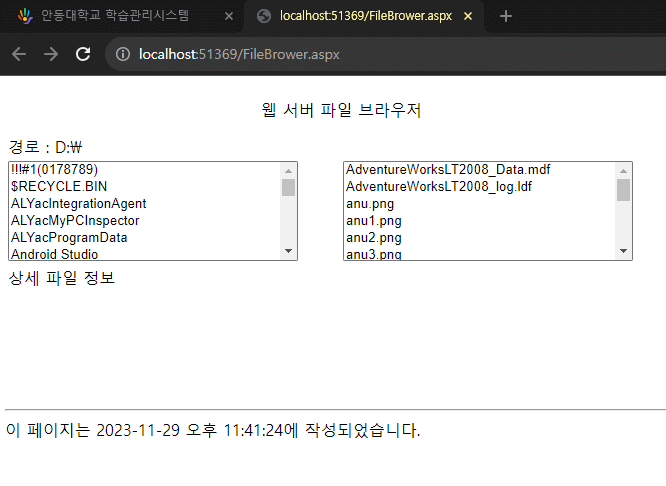 안동대학교 학습관리시스템
localhost:51369/FileBrower.aspx
localhost:51369/FileBrower.aspx
웹 서버 파일 브라우저
경로 : D:₩
!!!#1(0178789)
$RECYCLE.BIN
ALYacIntegrationAgent
ALYacMyPCInspector
ALYacProgramData
Android Studio
AdventureWorksLT2008_Data.mdf
AdventureWorksLT2008_log.ldf
anu.png
anu1.png
anu2.png
anu3.png
상세 파일 정보
이 페이지는 2023-11-29 오후 11:41:24에 작성되었습니다.